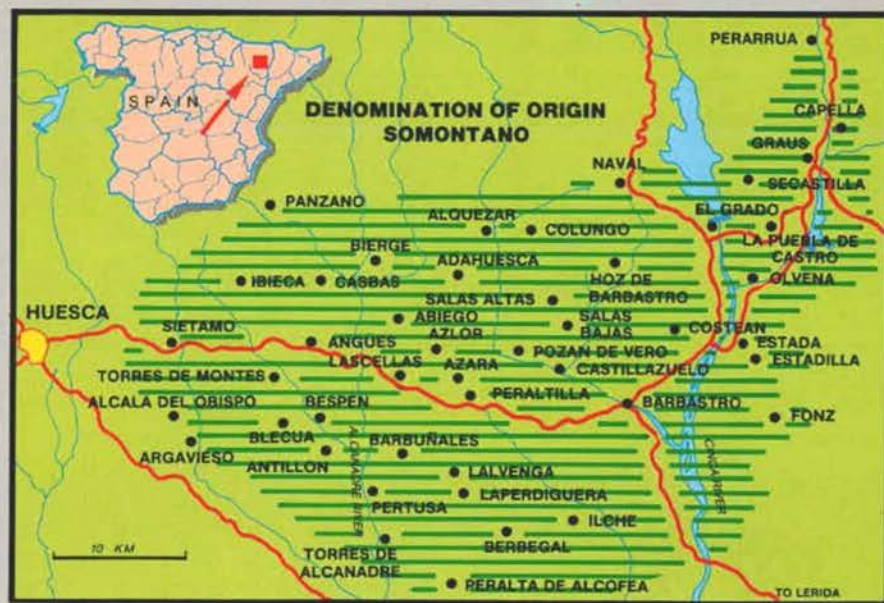 SPAIN
DENOMINATION OF ORIGIN
SOMONTANO
PERARRUA
CAPELLA
GRAUS
NAVAL
SECASTILLA
PANZANO
ALQUEZAR
COLUNGO
EL GRADO
LA PUEBLA DE
CASTRO
BIERGE
ADAHUESCA
HOZ DE
BARBASTRO
OLVENA
IBIECA
CASBAS
SALAS ALTAS
HUESCA
ABIEGO
SALAS
BAJAS
COSTEAN
SIETAMO
ANGUES
AZLOR
POZAN DE VERO
ESTADA
ESTADILLA
LASCELLAS
AZARA
CASTILLAZUELO
TORRES DE MONTES
PERALTILLA
BARBASTRO
ALCALA DEL OBISPO
BESPEN
FONZ
BLECUA
BARBUÑALES
ARGAVIESO
ANTILLON
LALVENGA
LAPERDIGUERA
PERTUSA
ILCHE
BERBEGAL
TORRES DE
ALCANADRE
PERALTA DE ALCOFEA
CINCA RIVER
10 KM
TO LERIDA